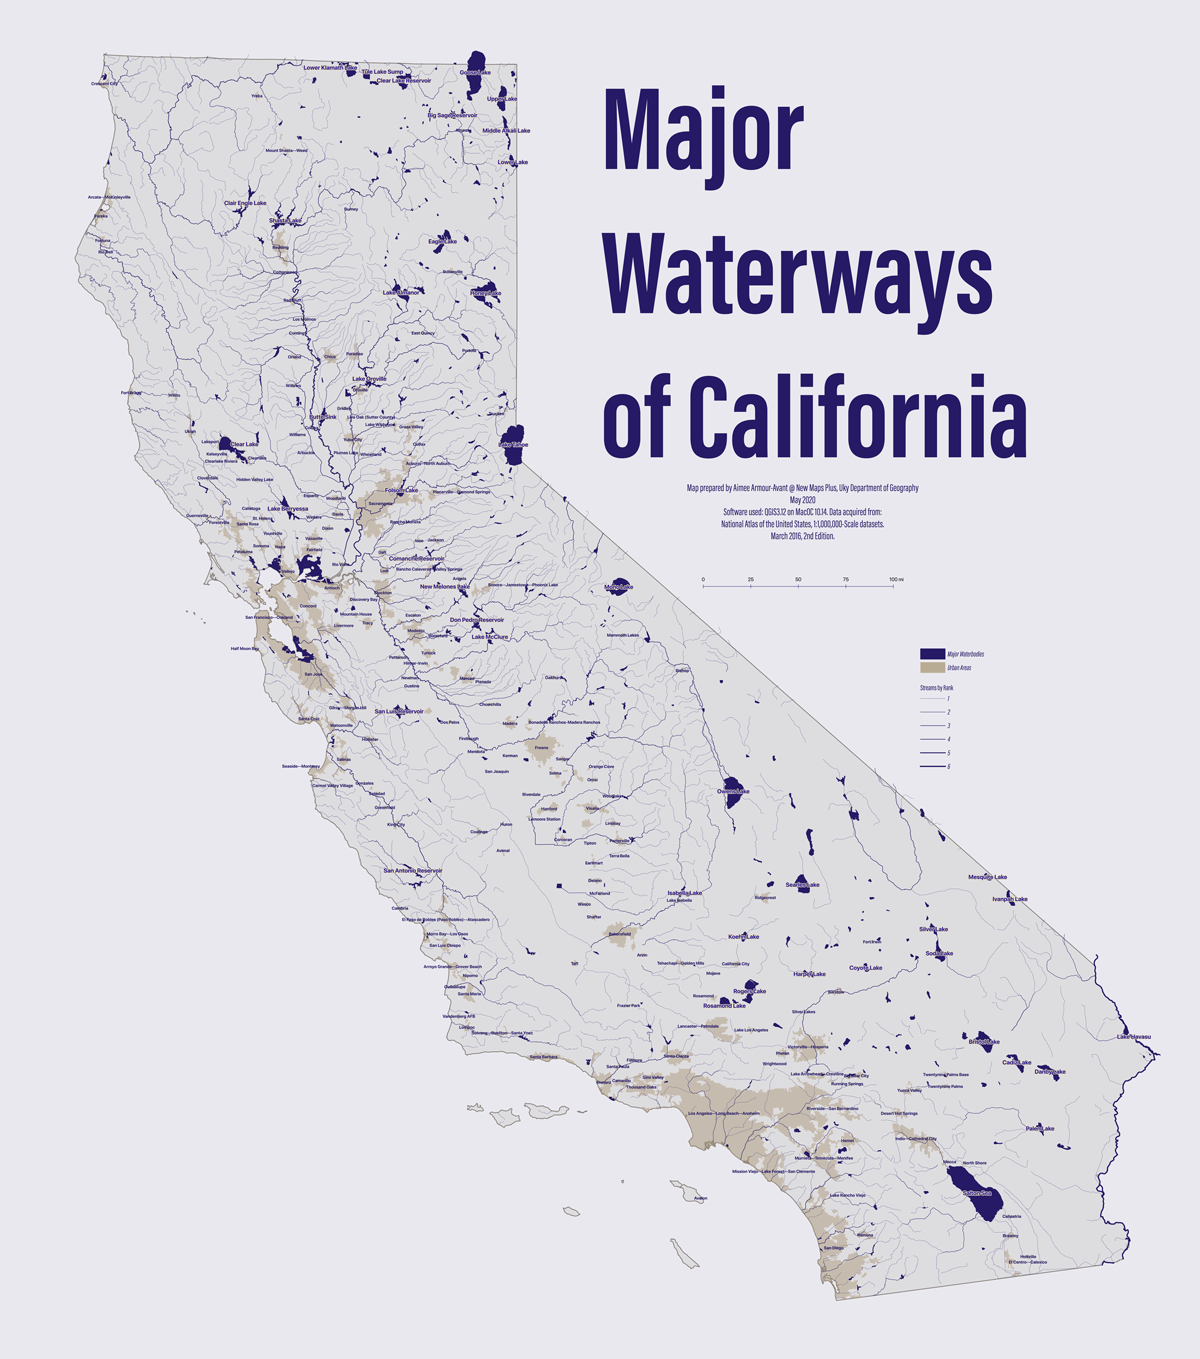 Major
Waterways
of California
Map prepared by Aimee Armour-Avant @ New Maps Plus, Uky Department of Geography
May 2020
Software used: QGIS3.12 on MacOC 10.14. Data acquired from:
National Atlas of the United States, 1:1,000,000-Scale datasets.
March 2016, 2nd Edition.
0 25 50 75 100 mi
Major Waterbodies
Urban Areas
Streams by Rank
1
2
3
4
5
6
Lower Klamath Lake
Tule Lake Sump
Clear Lake Reservoir
Goose Lake
Crescent City
Yreka
Upper Lake
Big Sage Reservoir
Middle Alkali Lake
Mount Shasta--Weed
Lower Lake
Arcata--McKinleyville
Clair Engle Lake
Burney
Eureka
Shasta Lake
Fortuna
Redding
Eagle Lake
Cottonwood
Susanville
Lake Almanor
Honey Lake
Red Bluff
Los Molinos
Corning
East Quincy
Orland
Chico
Paradise
Portola
Lake Oroville
Oroville
Willows
Fort Bragg
Willits
Gridley
Truckee
Butte Sink
Live Oak (Sutter County)
Lake Wildwood
Grass Valley
Ukiah
Williams
Yuba City
Colfax
Lake Tahoe
Lakeport
Clear Lake
Kelseyville
Clearlake
Clearlake Riviera
Arbuckle
Plumas Lake
Wheatland
Auburn--North Auburn
Cloverdale
Hidden Valley Lake
Folsom Lake
Placerville--Diamond Springs
Esparto
Woodland
Sacramento
Calistoga
Lake Berryessa
Guerneville
Forestville
St. Helena
Winters
Davis
Santa Rosa
Rancho Murieta
Dixon
Yountville
Vacaville
Ione
Jackson
Sonoma
Napa
Petaluma
Fairfield
Galt
Comanche Reservoir
Rio Vista
Lodi
Rancho Calaveras--Valley Springs
Vallejo
Angels
Antioch
New Melones Lake
Sonora--Jamestown--Phoenix Lake
Mono Lake
Stockton
Discovery Bay
Concord
Mountain House
Escalon
San Francisco--Oakland
Tracy
Don Pedro Reservoir
Livermore
Modesto
Waterford
Lake McClure
Mammoth Lakes
Half Moon Bay
Turlock
Patterson
Hilmar-Irwin
San Jose
Bishop
Newman
Merced
Planada
Oakhurst
Gustine
Gilroy--Morgan Hill
Chowchilla
San Luis Reservoir
Santa Cruz
Dos Palos
Madera
Bonadelle Ranchos--Madera Ranchos
Watsonville
Hollister
Firebaugh
Fresno
Mendota
Kerman
Sanger
Salinas
Seaside--Monterey
San Joaquin
Selma
Orange Cove
Carmel Valley Village
Gonzales
Dinuba
Soledad
Riverdale
Woodlake
Owens Lake
Greenfield
Hanford
Visalia
King City
Lemoore Station
Lindsay
Huron
Coalinga
Corcoran
Tipton
Porterville
Avenal
Terra Bella
Earlimart
San Antonio Reservoir
Delano
Searles Lake
Mesquite Lake
McFarland
Isabella Lake
Lake Isabella
Ridgecrest
Ivanpah Lake
Cambria
Wasco
Shafter
El Paso de Robles (Paso Robles)--Atascadero
Silver Lake
Morro Bay--Los Osos
Bakersfield
Koehn Lake
Fort Irwin
San Luis Obispo
Arvin
Soda Lake
Arroyo Grande--Grover Beach
Taft
Tehachapi--Golden Hills
California City
Coyote Lake
Nipomo
Mojave
Harper Lake
Guadalupe
Santa Maria
Rogers Lake
Barstow
Rosamond
Rosamond Lake
Frazier Park
Vandenberg AFB
Silver Lakes
Lompoc
Solvang--Buellton--Santa Ynez
Lancaster--Palmdale
Lake Los Angeles
Lake Havasu
Bristol Lake
Victorville--Hesperia
Santa Barbara
Fillmore
Santa Clarita
Phelan
Cadiz Lake
Santa Paula
Wrightwood
Danby Lake
Simi Valley
Lake Arrowhead--Crestline
Big Bear City
Twentynine Palms Base
Oxnard
Camarillo
Thousand Oaks
Running Springs
Yucca Valley
Twentynine Palms
Los Angeles--Long Beach--Anaheim
Riverside--San Bernardino
Desert Hot Springs
Palen Lake
Hemet
Indio--Cathedral City
Murrieta--Temecula--Menifee
Mecca
North Shore
Mission Viejo--Lake Forest--San Clemente
Salton Sea
Avalon
Lake Rancho Viejo
Calipatria
Ramona
Brawley
San Diego
Holtville
El Centro--Calexico